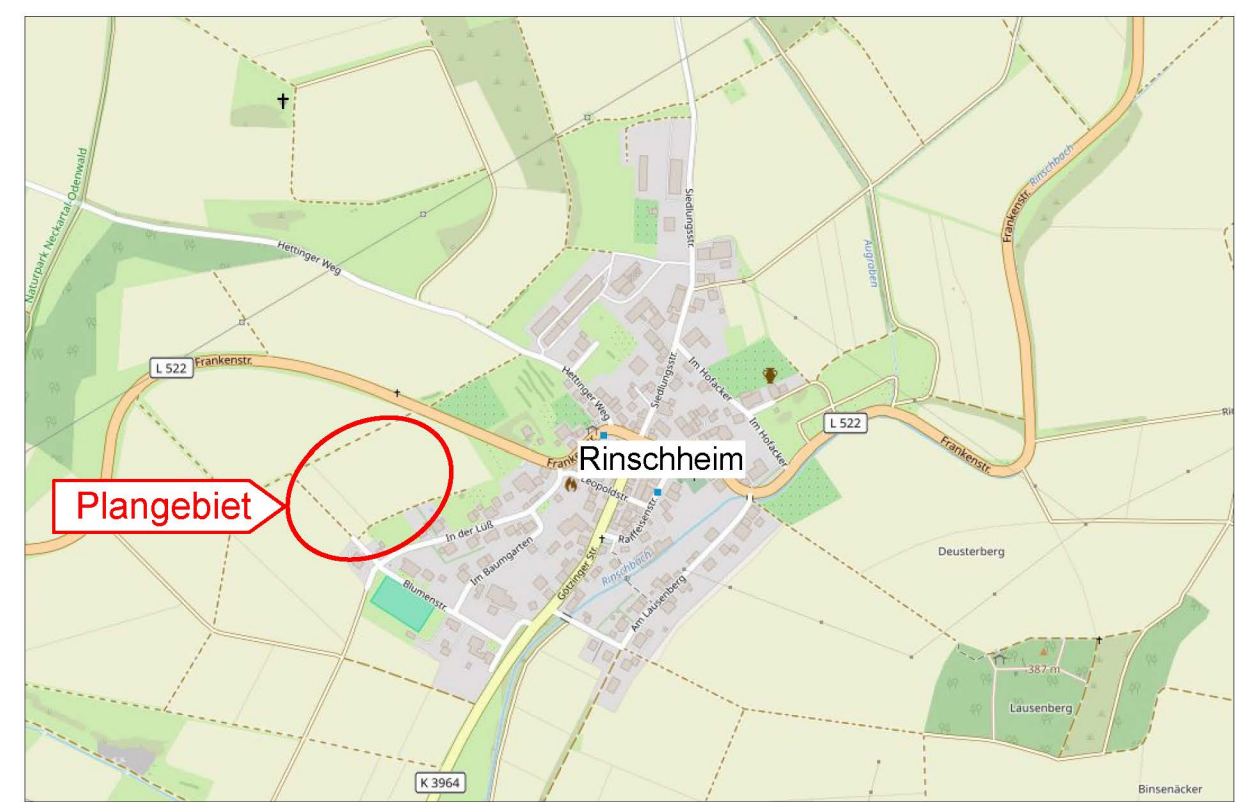 Naturpark Neckartal-Odenwald
Hettinger Weg
Siedlungsstr.
Augraben
Rinschbach
Frankenstr.
L 522
Frankenstr.
Hettinger Weg
Siedlungsstr.
Im Hofacker
Im Hofacker
L 522
Frankenstr.
Rinschheim
Leopoldstr.
Plangebiet
In der Lüß
Raiffeisenstr.
Im Baumgarten
Götzinger Str.
Rinschbach
Blumenstr.
Am Lausenberg
Deusterberg
387 m
Lausenberg
K 3964
Binsenäcker